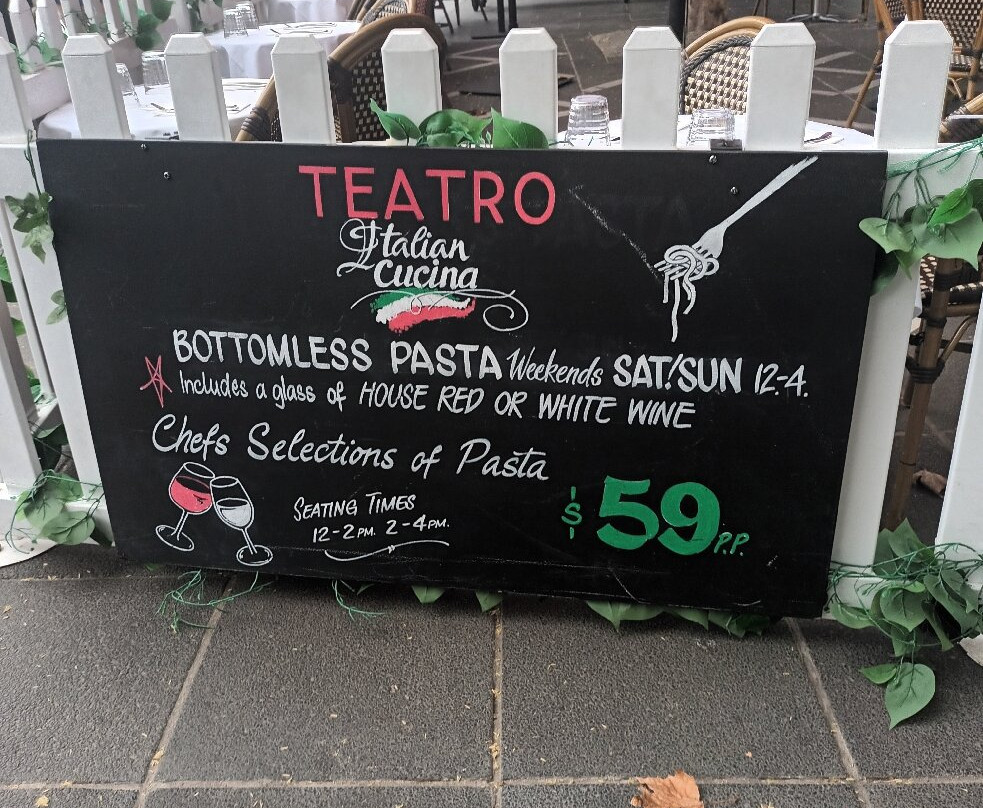 TEATRO
Italian
Cucina
BOTTOMLESS PASTA Weekends SAT/SUN 12-4.
Includes a glass of HOUSE RED OR WHITE WINE
Chefs Selections of Pasta
SEATING TIMES
12-2PM. 2-4PM.
$59 P.P.